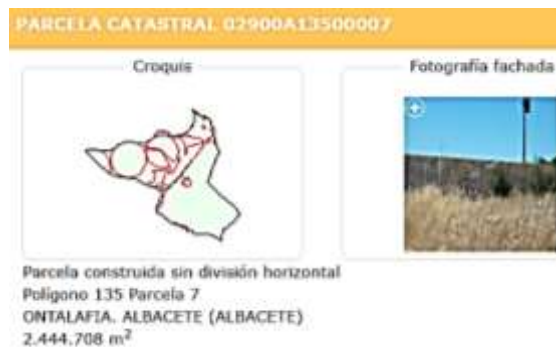 PARCELA CATASTRAL 02900A13500007
Croquis
Fotografía fachada
Parcela construida sin división horizontal
Polígono 135 Parcela 7
ONTALAFIA. ALBACETE (ALBACETE)
2.444.708 m²